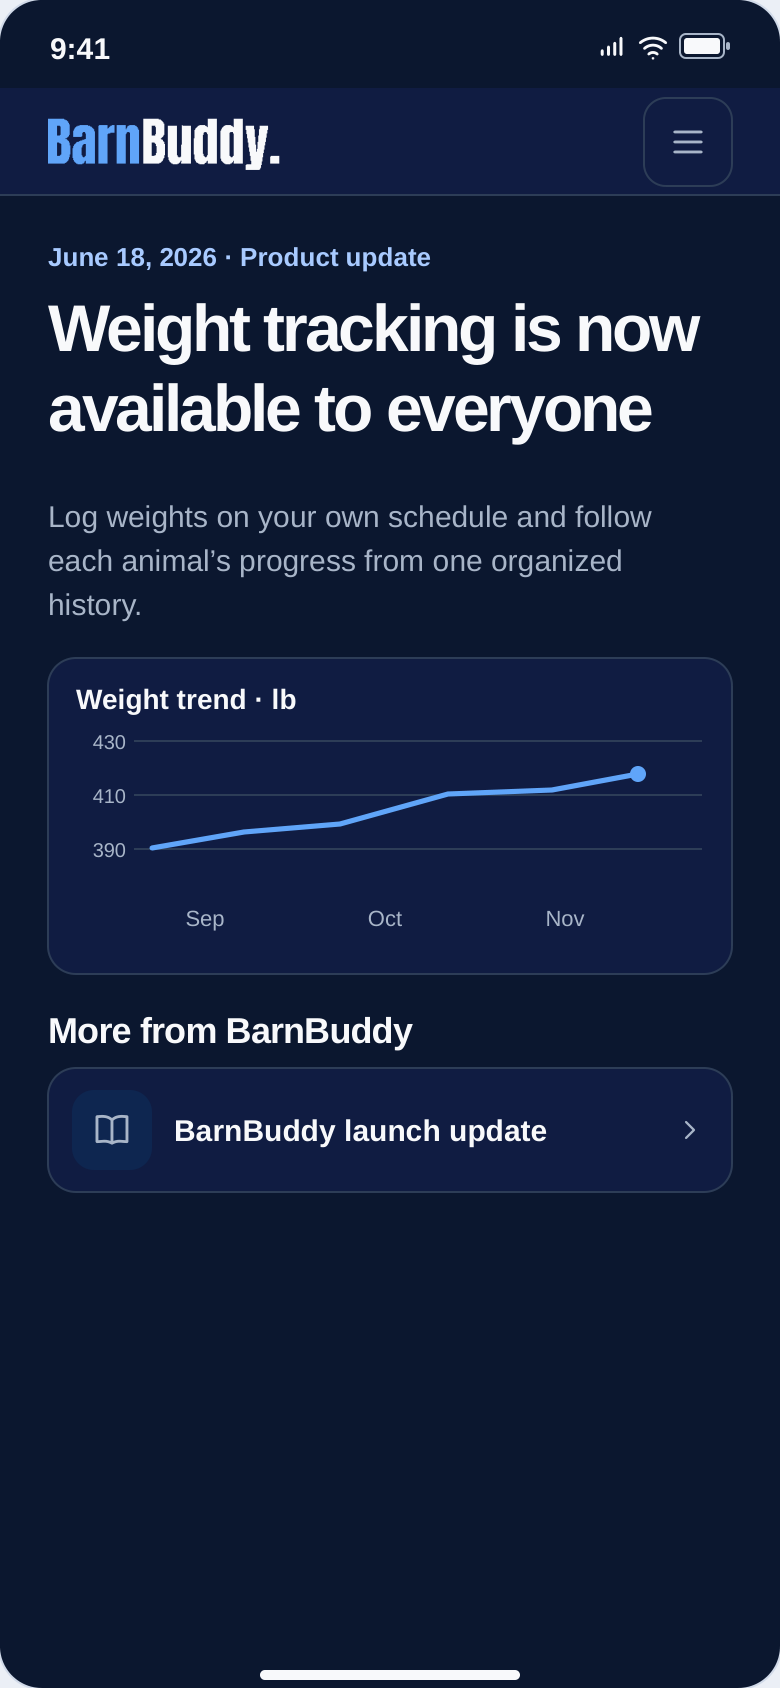 9:41
BarnBuddy.
June 18, 2026 · Product update
Weight tracking is now
available to everyone
Log weights on your own schedule and follow
each animal’s progress from one organized
history.
Weight trend · lb
430
410
390
Sep Oct Nov
More from BarnBuddy
BarnBuddy launch update